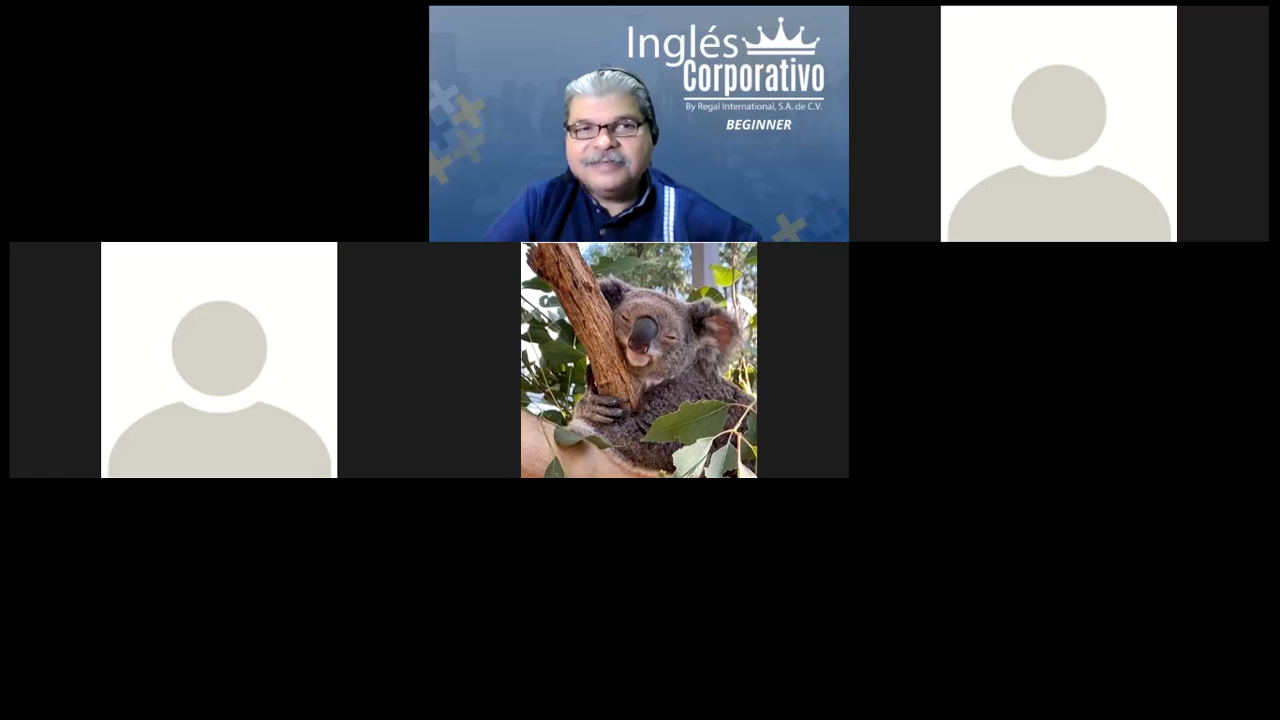 Inglés
Corporativo
By Regal International, S.A. de C.V.
BEGINNER